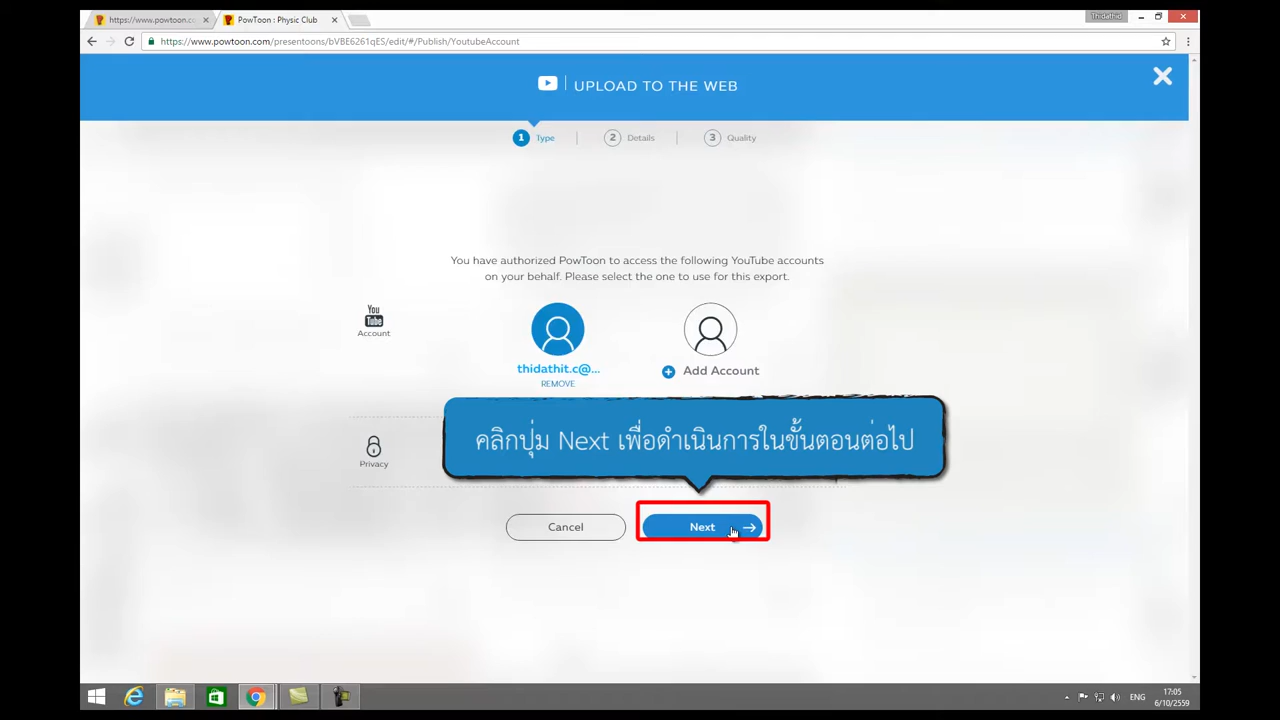 https://www.powtoon.c
PowToon : Physic Club
Thidathid
https://www.powtoon.com/presentoons/bVBE6261qES/edit/#/Publish/YoutubeAccount
UPLOAD TO THE WEB
1 Type
2 Details
3 Quality
You have authorized PowToon to access the following YouTube accounts
on your behalf. Please select the one to use for this export.
You
Tube
Account
thidathit.c@...
REMOVE
Add Account
คลิกปุ่ม Next เพื่อดำเนินการในขั้นตอนต่อไป
Privacy
Cancel
Next
ENG
17:05
6/10/2559